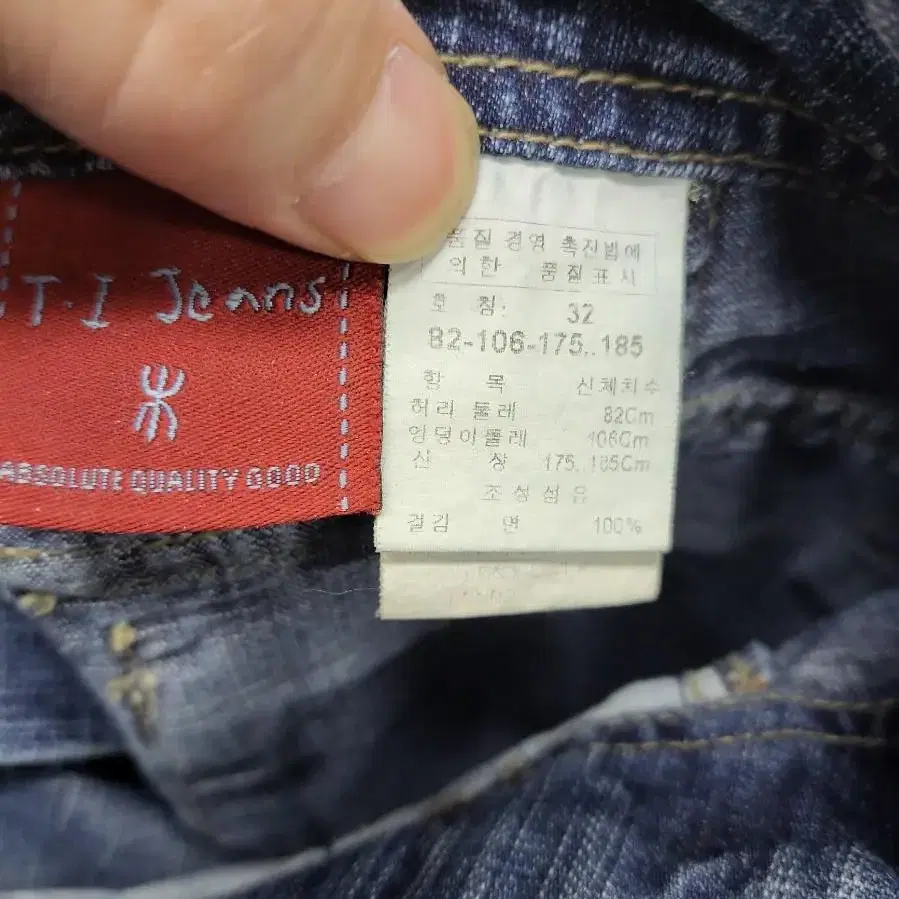 T·I Jeans
ABSOLUTE QUALITY GOOD
품질 경영 촉진법에
의한 품질표시
호 칭: 32
82-106-175..185
항 목 신체치수
허리 둘레 82Cm
엉덩이둘레 106Cm
신 장 175..185Cm
조성섬유
겉감 면 100%